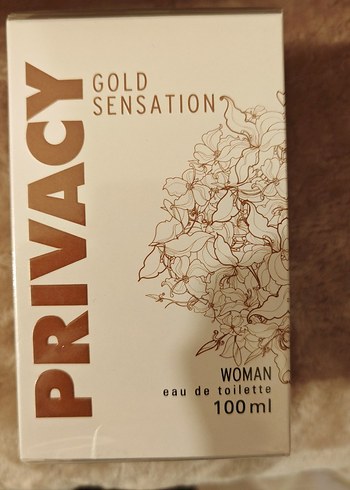 PRIVACY
GOLD
SENSATION
WOMAN
eau de toilette
100ml